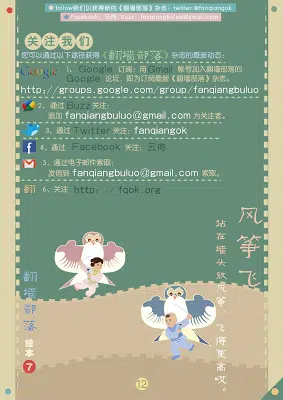 follow我们以获得新的《翻墙部落》杂志: twitter: #fanqiangok
Facebook: 云梅 Buzz: fanqiangbuluo@gmail.com
关注我们
您可以通过以下途径获得《翻墙部落》杂志的最新动态:
Google 1、Google 订阅: 用 Gmail 账号加入翻墙部落的
Google 论坛, 即为订阅最新《翻墙部落》杂志。
http://groups.google.com/group/fanqiangbuluo
2、通过 Buzz 关注:
添加 fanqiangbuluo@gmail.com 为关注者。
3、通过 Twitter 关注: fanqiangok
4、通过 Facebook 关注: 云梅
5、通过电子邮件索取:
发信到 fanqiangbuluo@gmail.com 索取。
翻 6、关注 http://fqok.org
风筝飞
站在墙头放风筝, 飞得更高哎。
翻墙部落
绘本
7
12